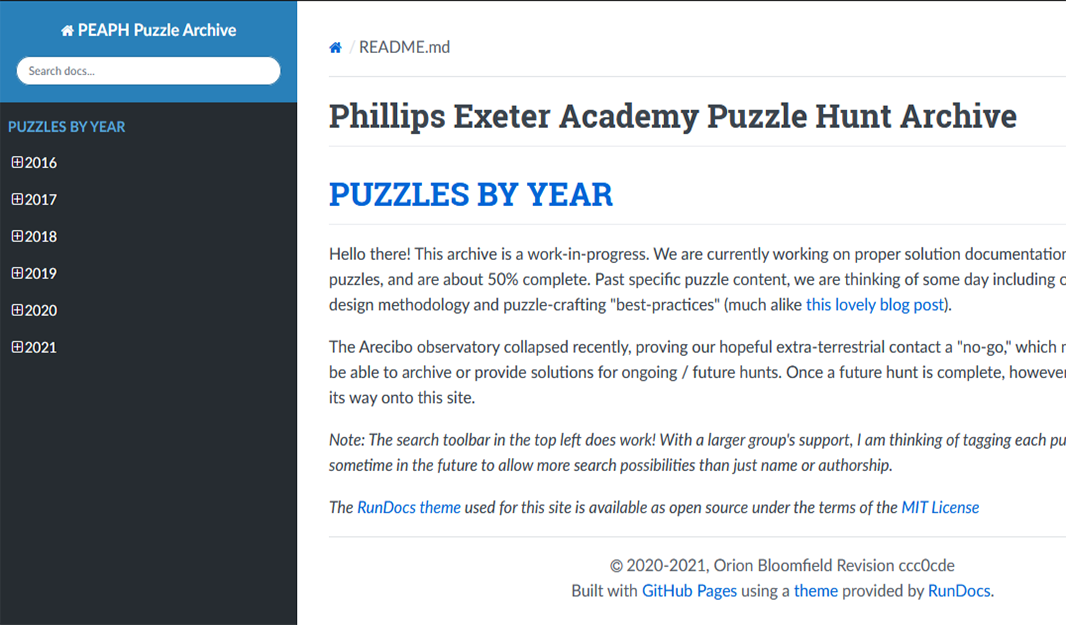 PEAPH Puzzle Archive
Search docs...
PUZZLES BY YEAR
2016
2017
2018
2019
2020
2021
/ README.md
Phillips Exeter Academy Puzzle Hunt Archive
PUZZLES BY YEAR
Hello there! This archive is a work-in-progress. We are currently working on proper solution documentation
puzzles, and are about 50% complete. Past specific puzzle content, we are thinking of some day including
design methodology and puzzle-crafting "best-practices" (much alike this lovely blog post).
The Arecibo observatory collapsed recently, proving our hopeful extra-terrestrial contact a "no-go," which
be able to archive or provide solutions for ongoing / future hunts. Once a future hunt is complete, however
its way onto this site.
Note: The search toolbar in the top left does work! With a larger group's support, I am thinking of tagging each
sometime in the future to allow more search possibilities than just name or authorship.
The RunDocs theme used for this site is available as open source under the terms of the MIT License
© 2020-2021, Orion Bloomfield Revision ccc0cde
Built with GitHub Pages using a theme provided by RunDocs.